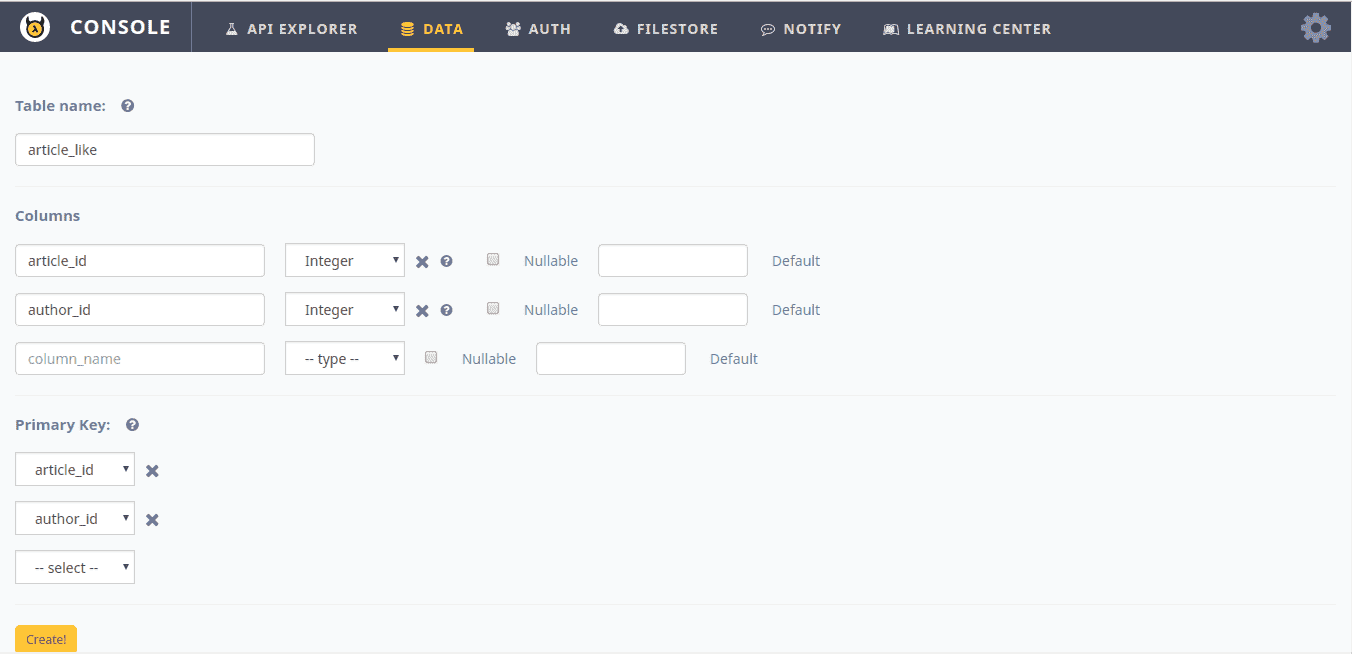 CONSOLE API EXPLORER DATA AUTH FILESTORE NOTIFY LEARNING CENTER
Table name: ?
article_like
Columns
article_id Integer ? Nullable Default
author_id Integer ? Nullable Default
column_name -- type -- Nullable Default
Primary Key: ?
article_id
author_id
-- select --
Create!